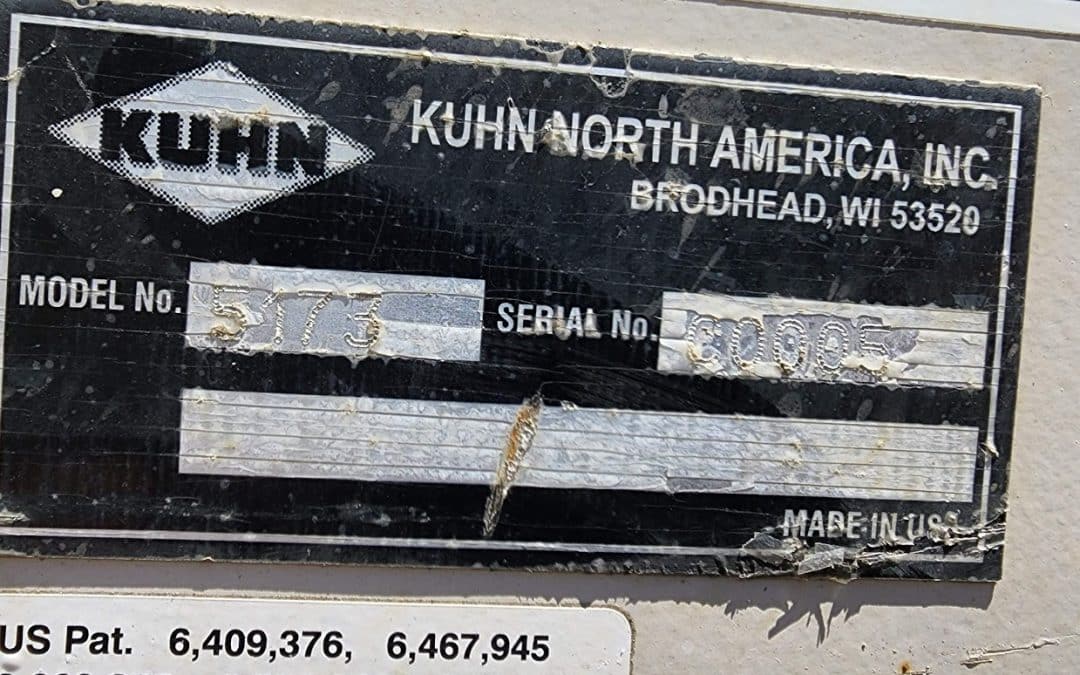 KUHN
KUHN NORTH AMERICA, INC.
BRODHEAD, WI 53520
MODEL No. 5173
SERIAL No.
MADE IN USA
US Pat. 6,409,376, 6,467,945